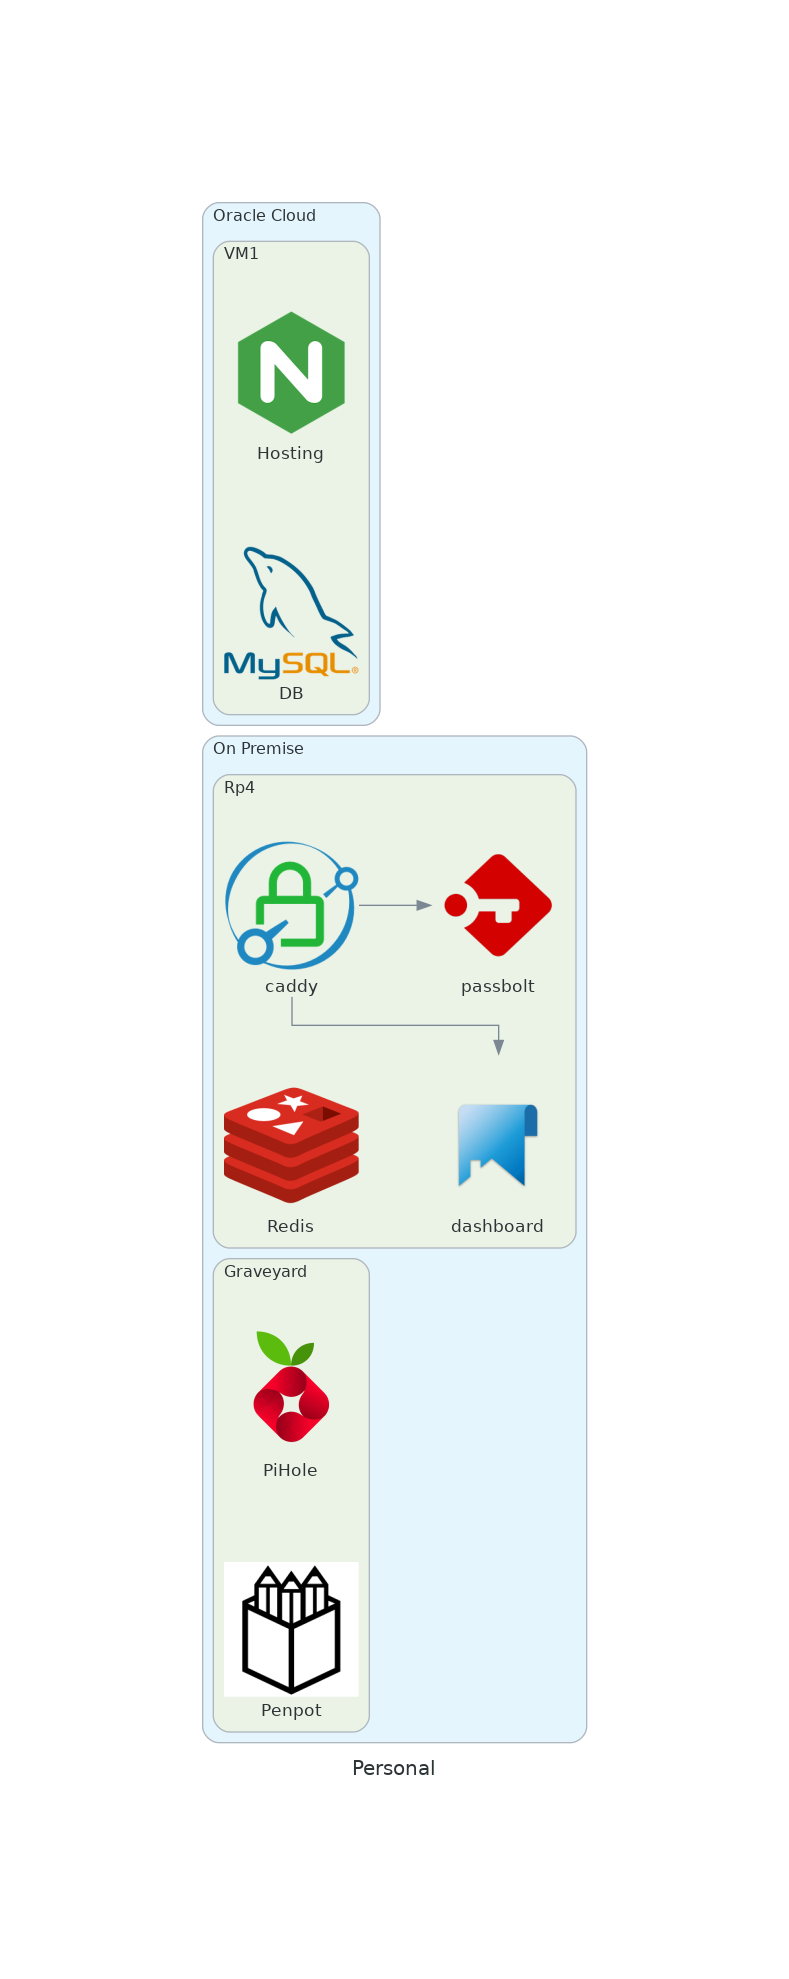 Oracle Cloud
VM1
N
Hosting
MySQL®
DB
On Premise
Rp4
caddy
passbolt
Redis
dashboard
Graveyard
PiHole
Penpot
Personal